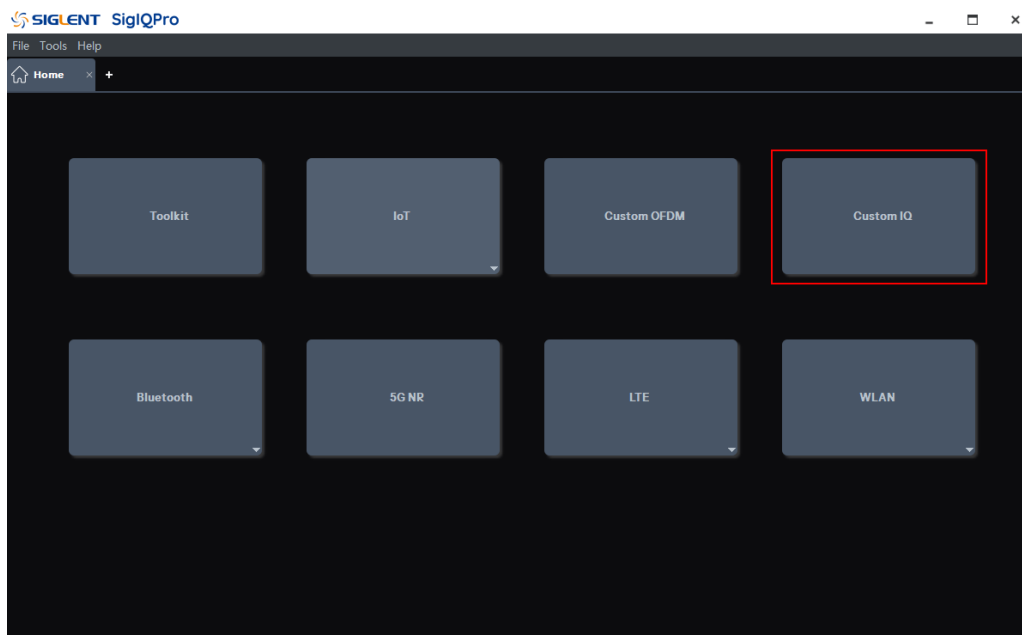 SIGLENT SigIQPro
File Tools Help
Home
Toolkit
IoT
Custom OFDM
Custom IQ
Bluetooth
5G NR
LTE
WLAN